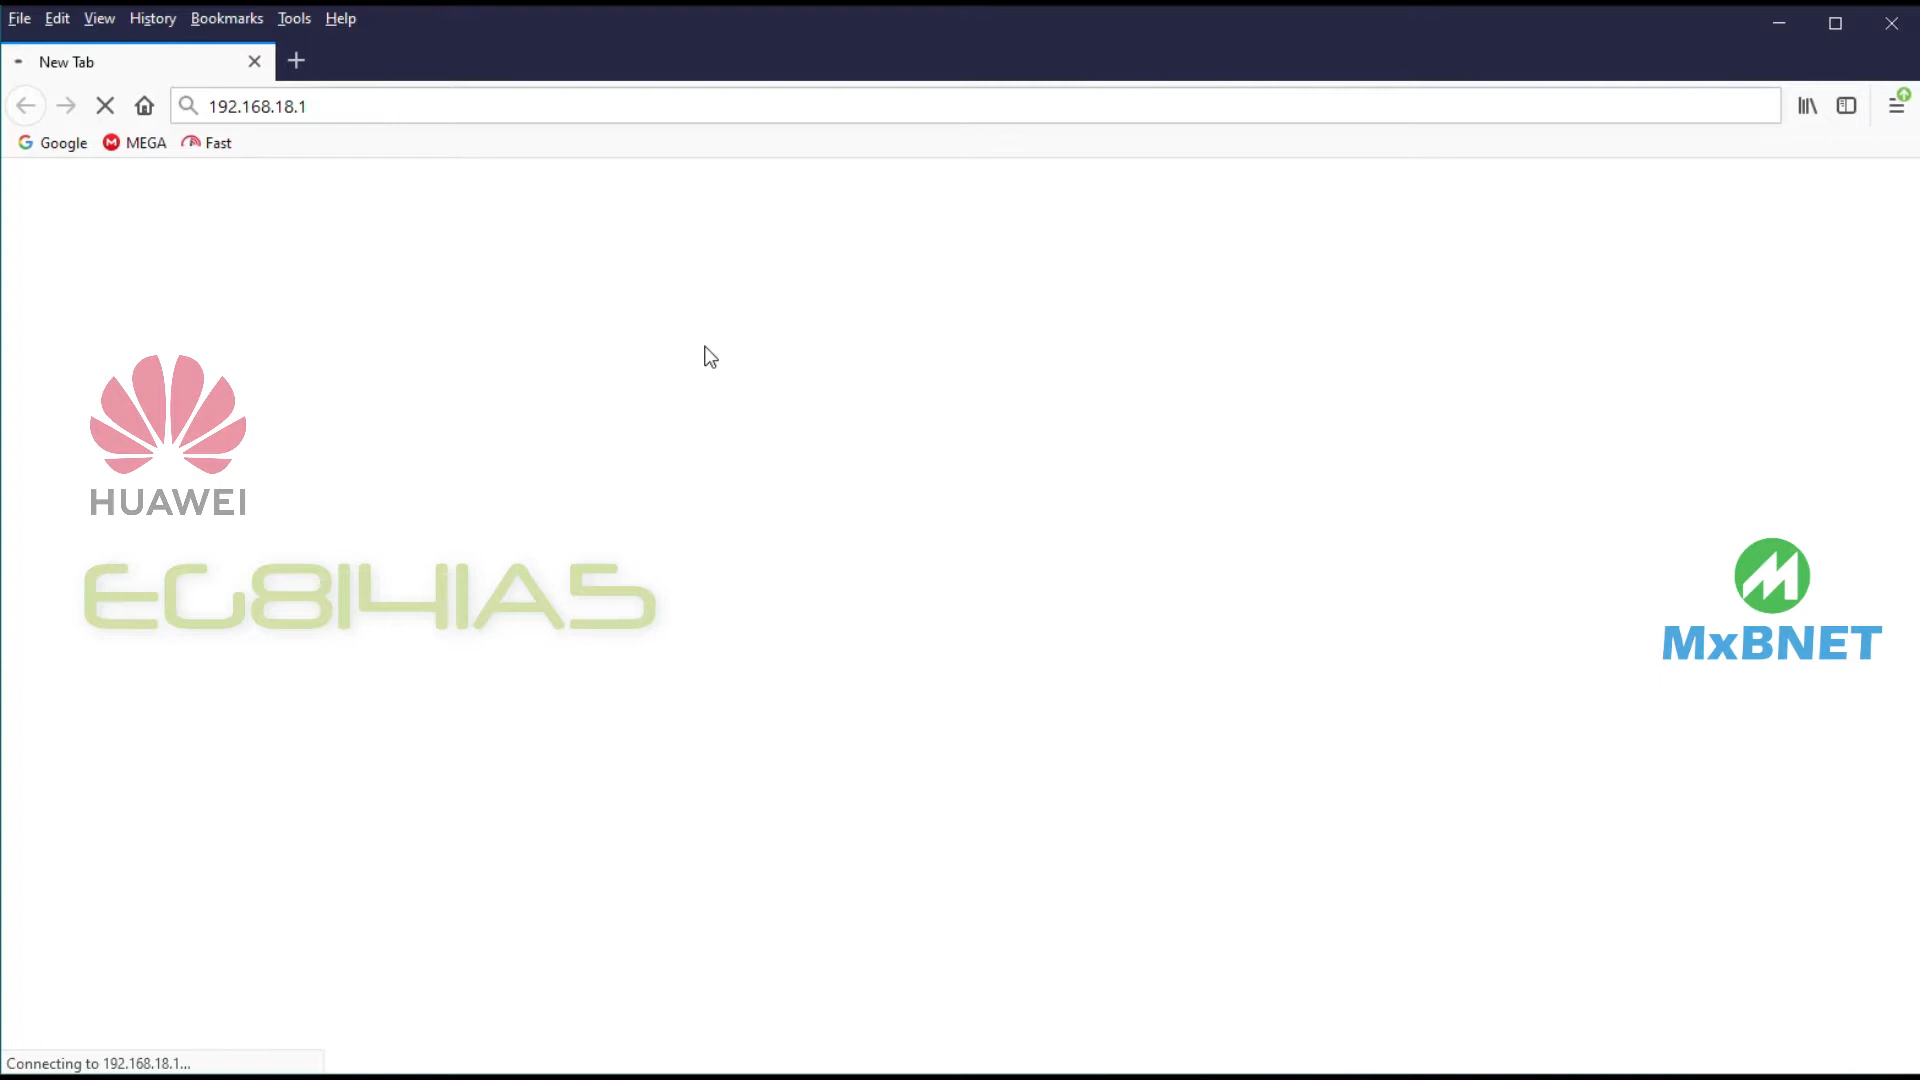 File Edit View History Bookmarks Tools Help
New Tab
192.168.18.1
Google MEGA Fast
HUAWEI
EG8141A5
MxBNET
Connecting to 192.168.18.1...